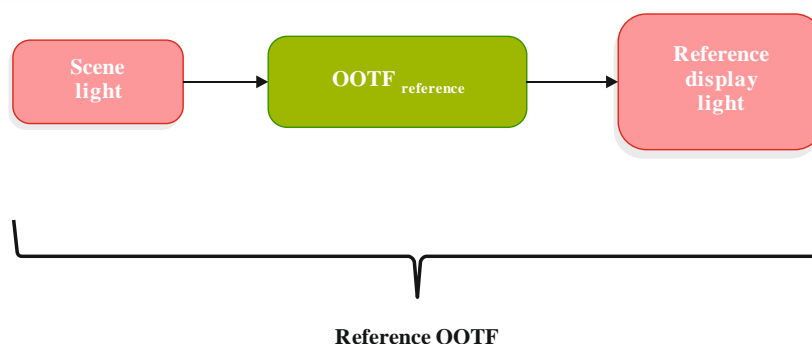 Scene
light
OOTF reference
Reference
display
light
Reference OOTF